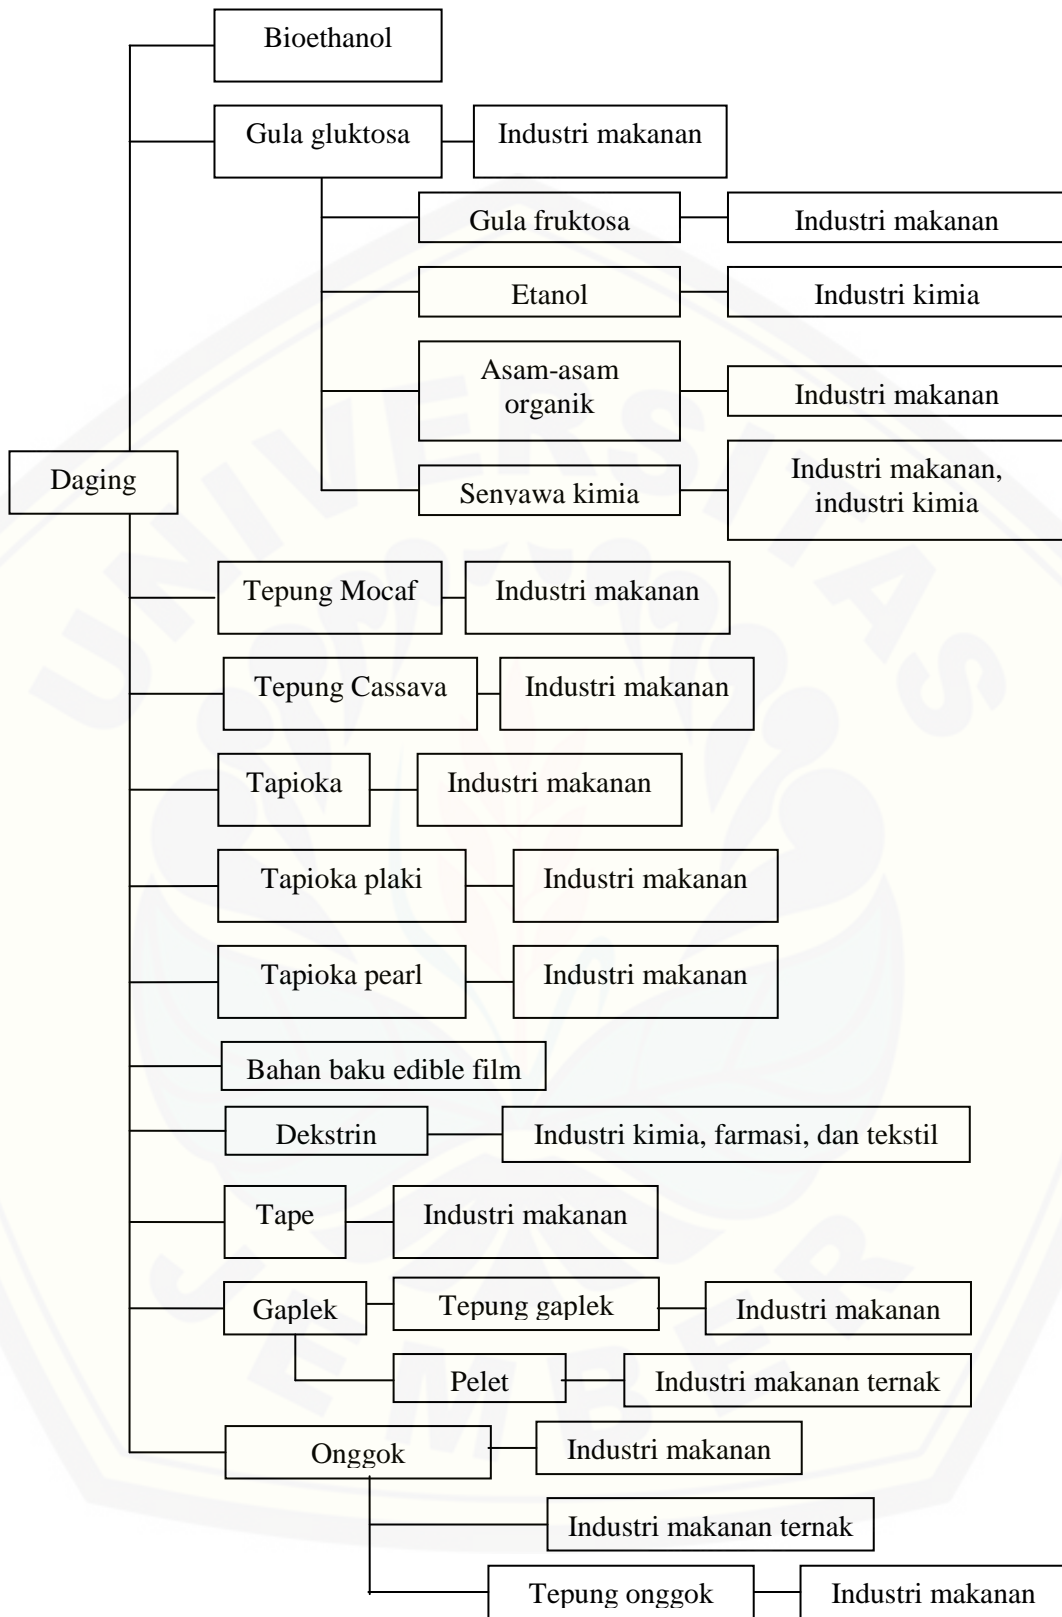 Bioethanol
Gula gluktosa
Industri makanan
Gula fruktosa
Industri makanan
Etanol
Industri kimia
Asam-asam
organik
Industri makanan
Daging
Senyawa kimia
Industri makanan,
industri kimia
Tepung Mocaf
Industri makanan
Tepung Cassava
Industri makanan
Tapioka
Industri makanan
Tapioka plaki
Industri makanan
Tapioka pearl
Industri makanan
Bahan baku edible film
Dekstrin
Industri kimia, farmasi, dan tekstil
Tape
Industri makanan
Gaplek
Tepung gaplek
Industri makanan
Pelet
Industri makanan ternak
Onggok
Industri makanan
Industri makanan ternak
Tepung onggok
Industri makanan
UNIVERSITAS
JEMBER